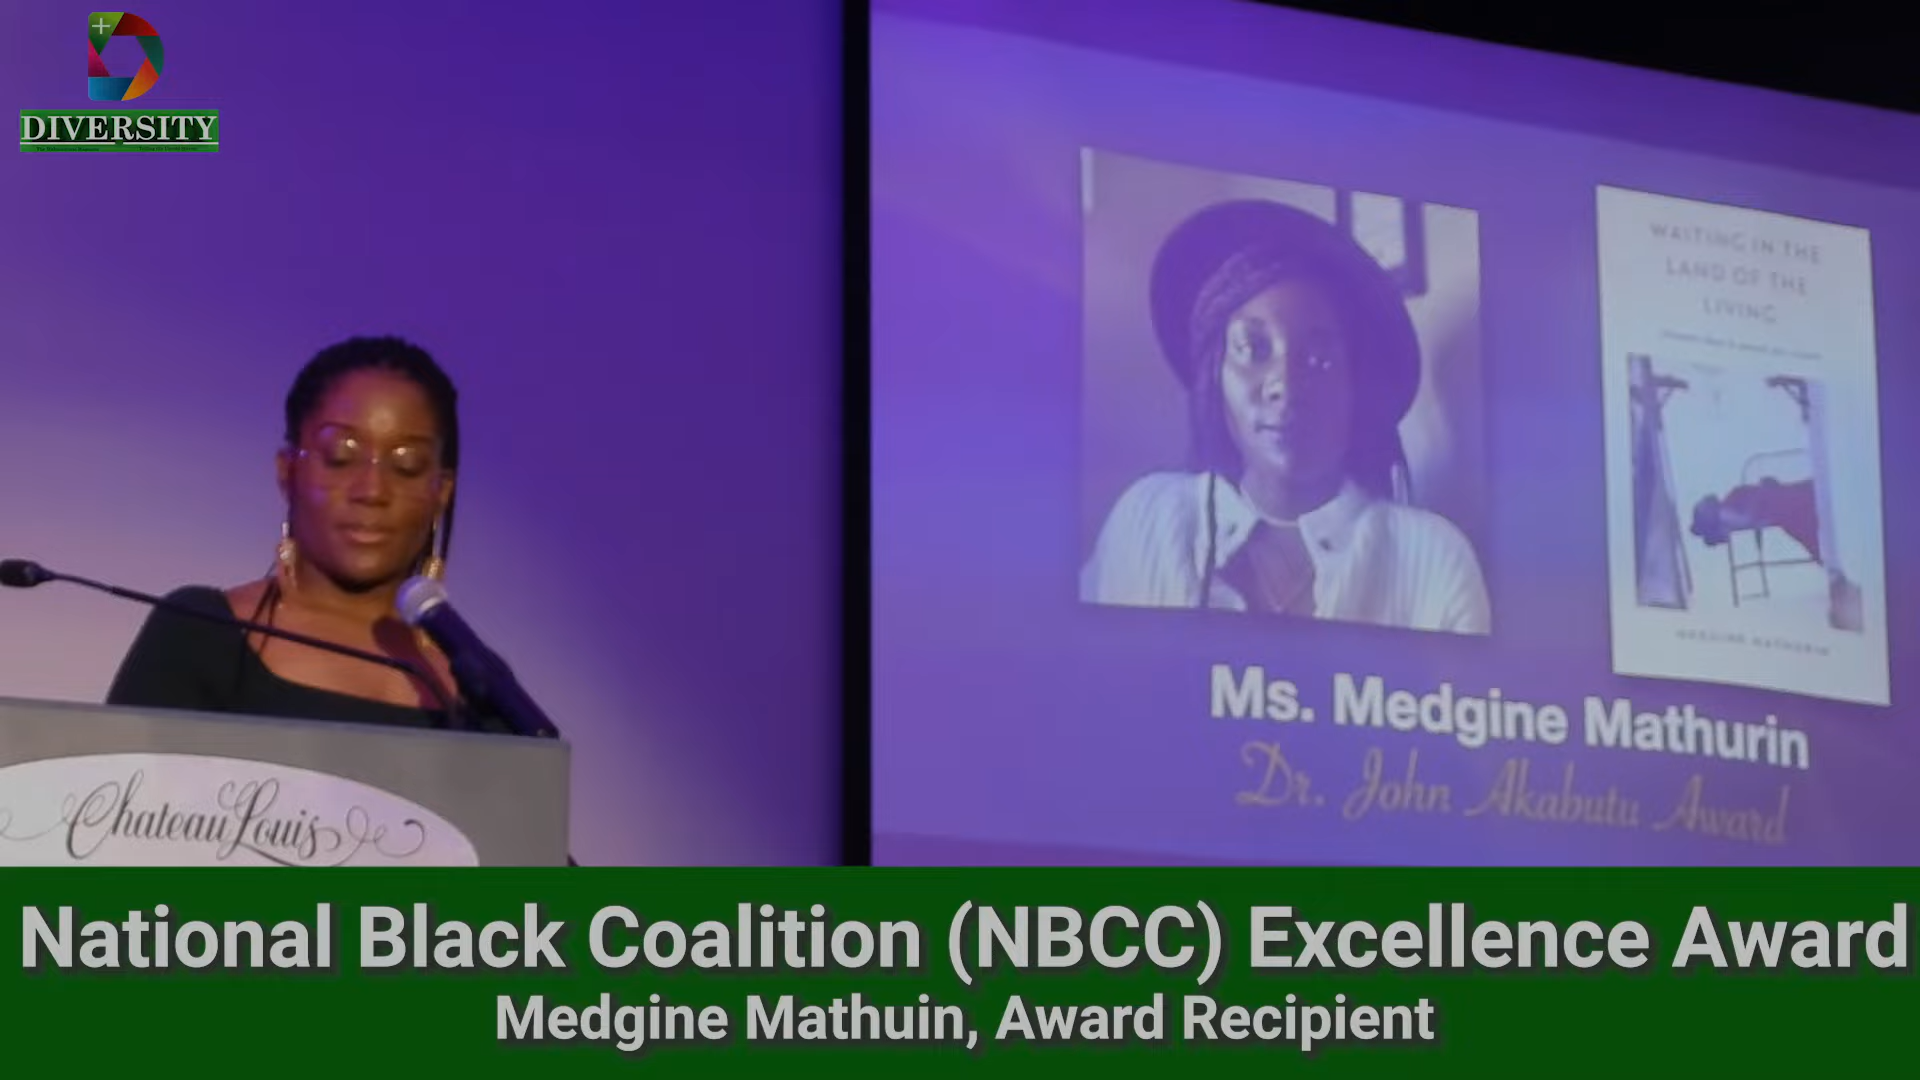 DIVERSITY
WAITING IN THE
LAND OF THE
LIVING
MEDGINE MATHURIN
Ms. Medgine Mathurin
Dr. John Akabutu Award
Chateau Louis
National Black Coalition (NBCC) Excellence Award
Medgine Mathuin, Award Recipient